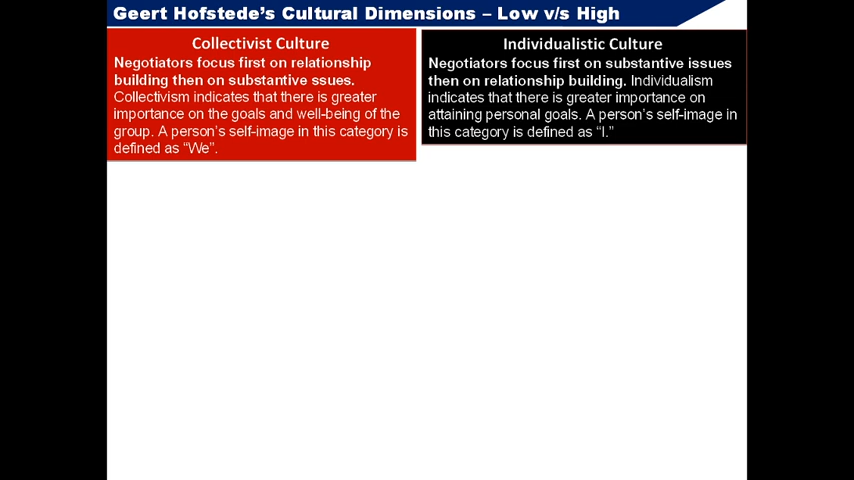 Geert Hofstede's Cultural Dimensions – Low v/s High
Collectivist Culture
Negotiators focus first on relationship
building then on substantive ssues.
Collectivism indicates that there is greater
importance on the goals and well-being of the
group. A person's self-image in this category is
defined as “We”.
Individualistic Culture
Negotiators focus first on substantive issues
then on relationship building. Individualism
indicates that there is greater importance on
attaining personal goals. A person's self-image in
this category is defined as “I.”